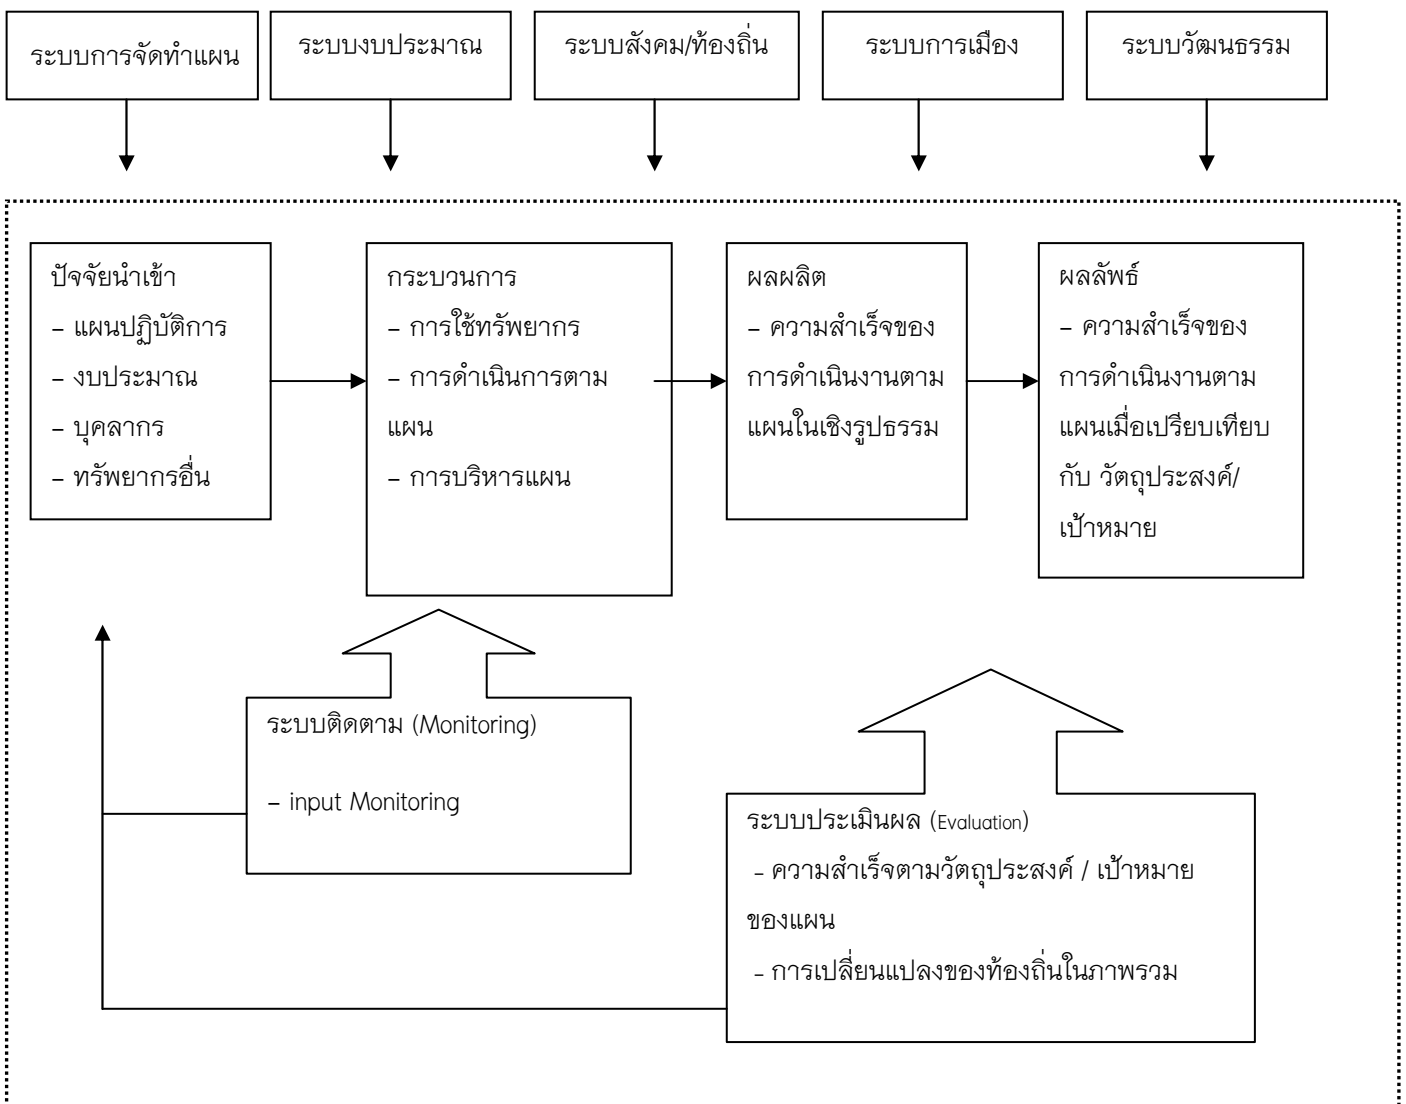 ระบบการจัดทำแผน
ระบบงบประมาณ
ระบบสังคม/ท้องถิ่น
ระบบการเมือง
ระบบวัฒนธรรม
ปัจจัยนำเข้า
– แผนปฏิบัติการ
– งบประมาณ
– บุคลากร
– ทรัพยากรอื่น
กระบวนการ
– การใช้ทรัพยากร
– การดำเนินการตาม
แผน
– การบริหารแผน
ผลผลิต
– ความสำเร็จของ
การดำเนินงานตาม
แผนในเชิงรูปธรรม
ผลลัพธ์
– ความสำเร็จของ
การดำเนินงานตาม
แผนเมื่อเปรียบเทียบ
กับ วัตถุประสงค์/
เป้าหมาย
ระบบติดตาม (Monitoring)
– input Monitoring
ระบบประเมินผล (Evaluation)
– ความสำเร็จตามวัตถุประสงค์ / เป้าหมาย
ของแผน
– การเปลี่ยนแปลงของท้องถิ่นในภาพรวม